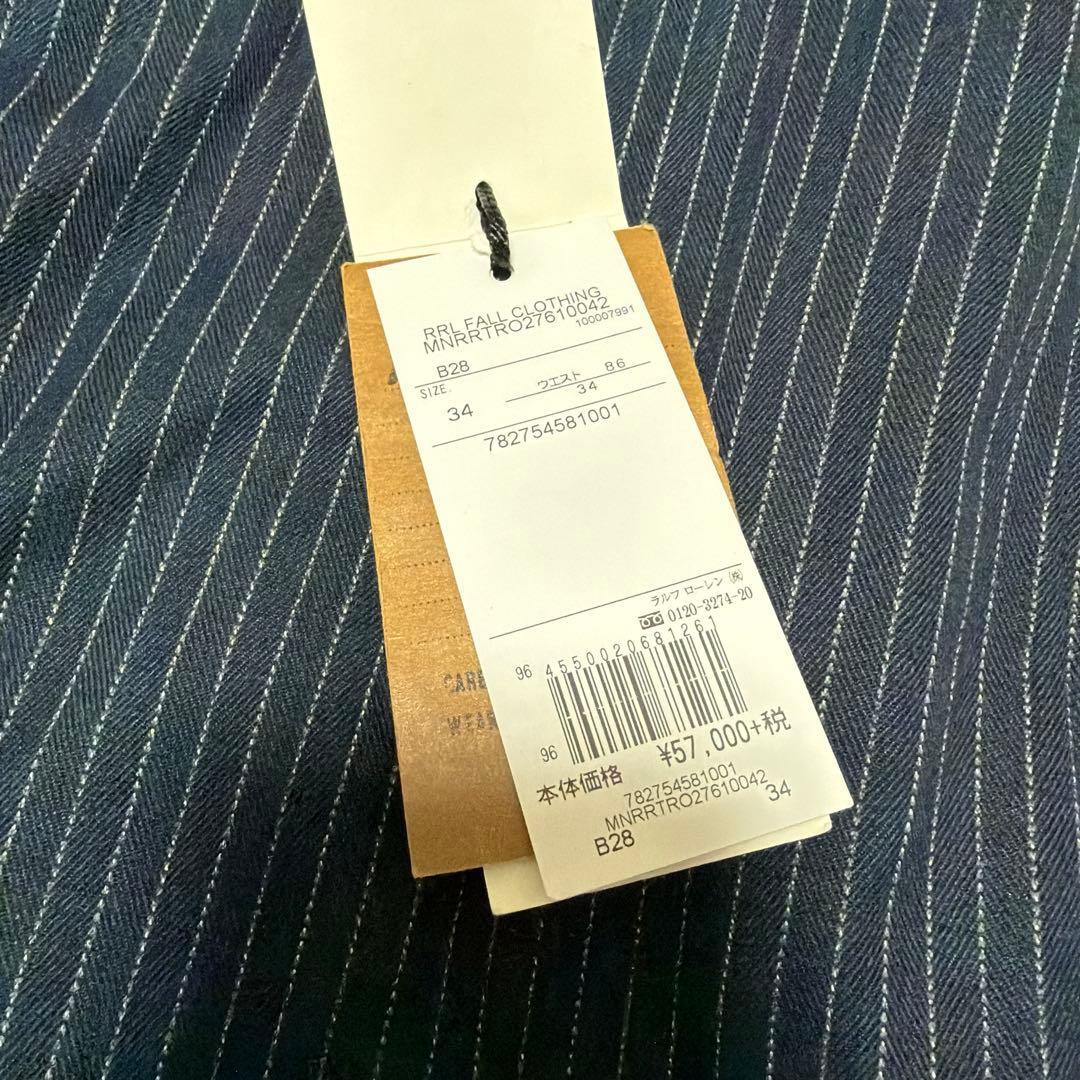 RRL FALL CLOTHING
MNRRTRO27610042
100007991
B28
SIZE.
34
ウエスト 86
34
782754581001
ラルフ ローレン ㈱
0120-3274-20
96
4550020681261
96
本体価格 ¥57,000+税
782754581001
MNRRTRO27610042
B28 34
CARE
WEAR